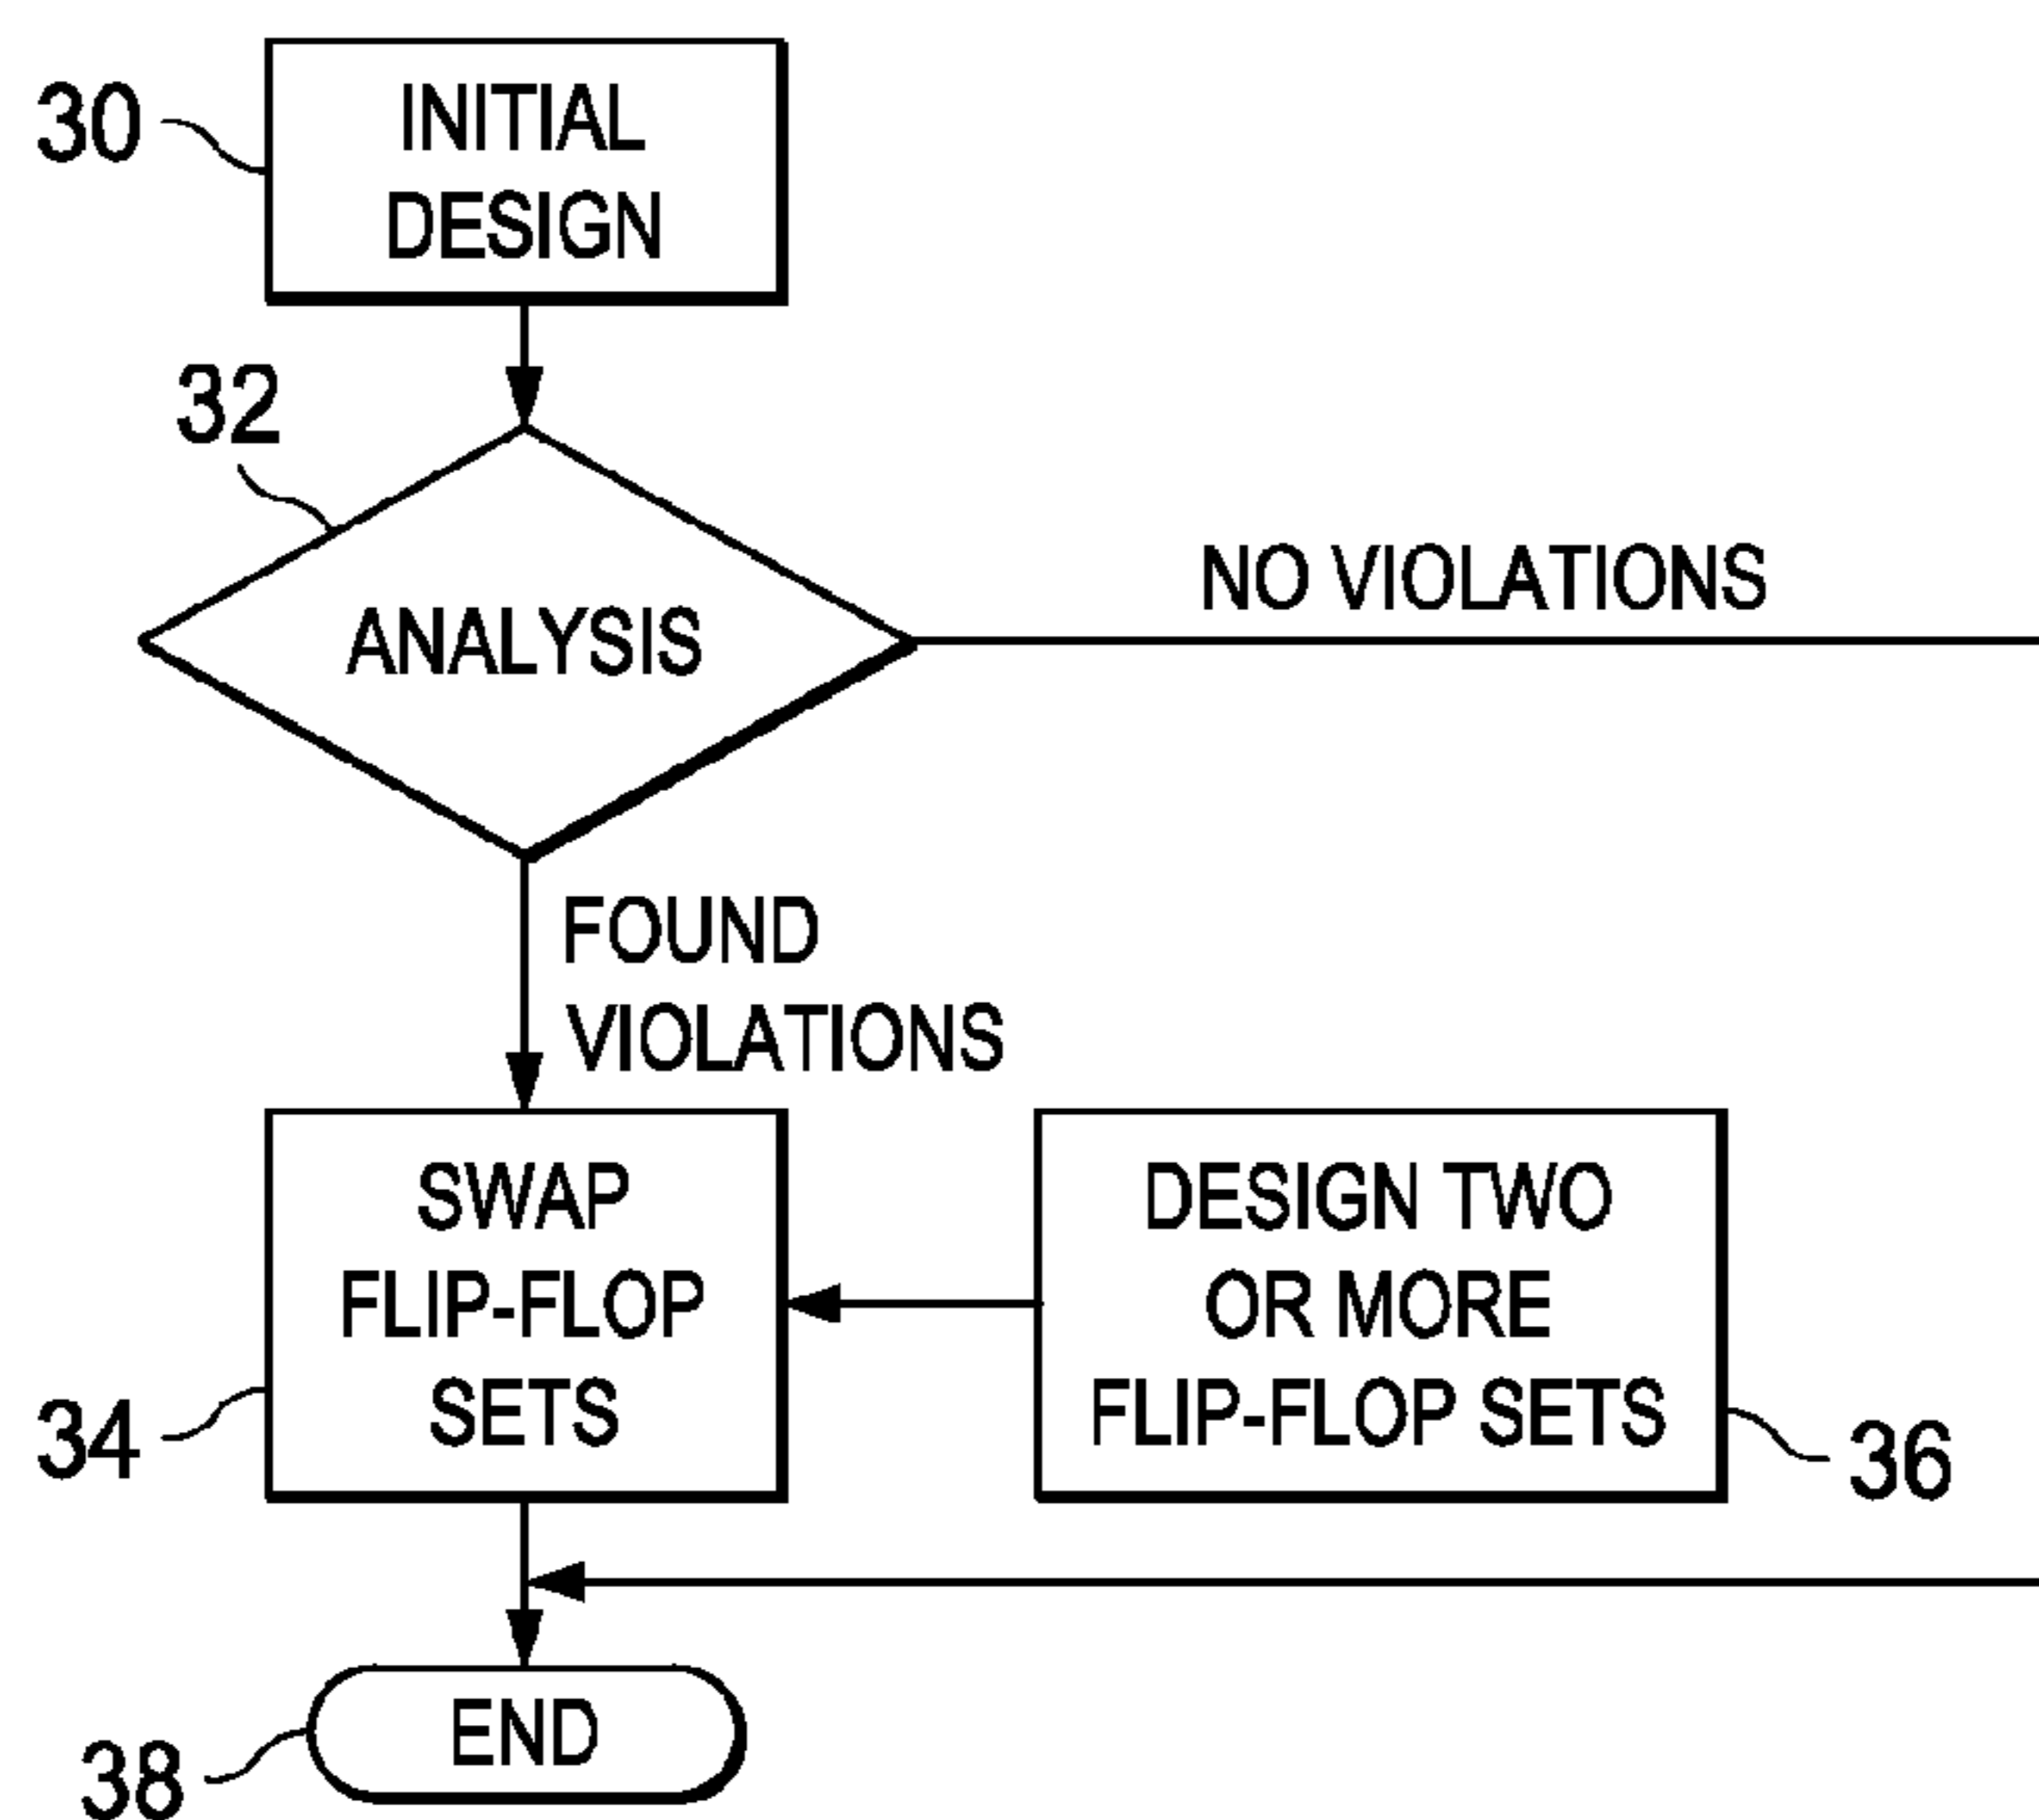 30
INITIAL
DESIGN
32
ANALYSIS
NO VIOLATIONS
FOUND
VIOLATIONS
SWAP
FLIP-FLOP
SETS
34
DESIGN TWO
OR MORE
FLIP-FLOP SETS
36
END
38